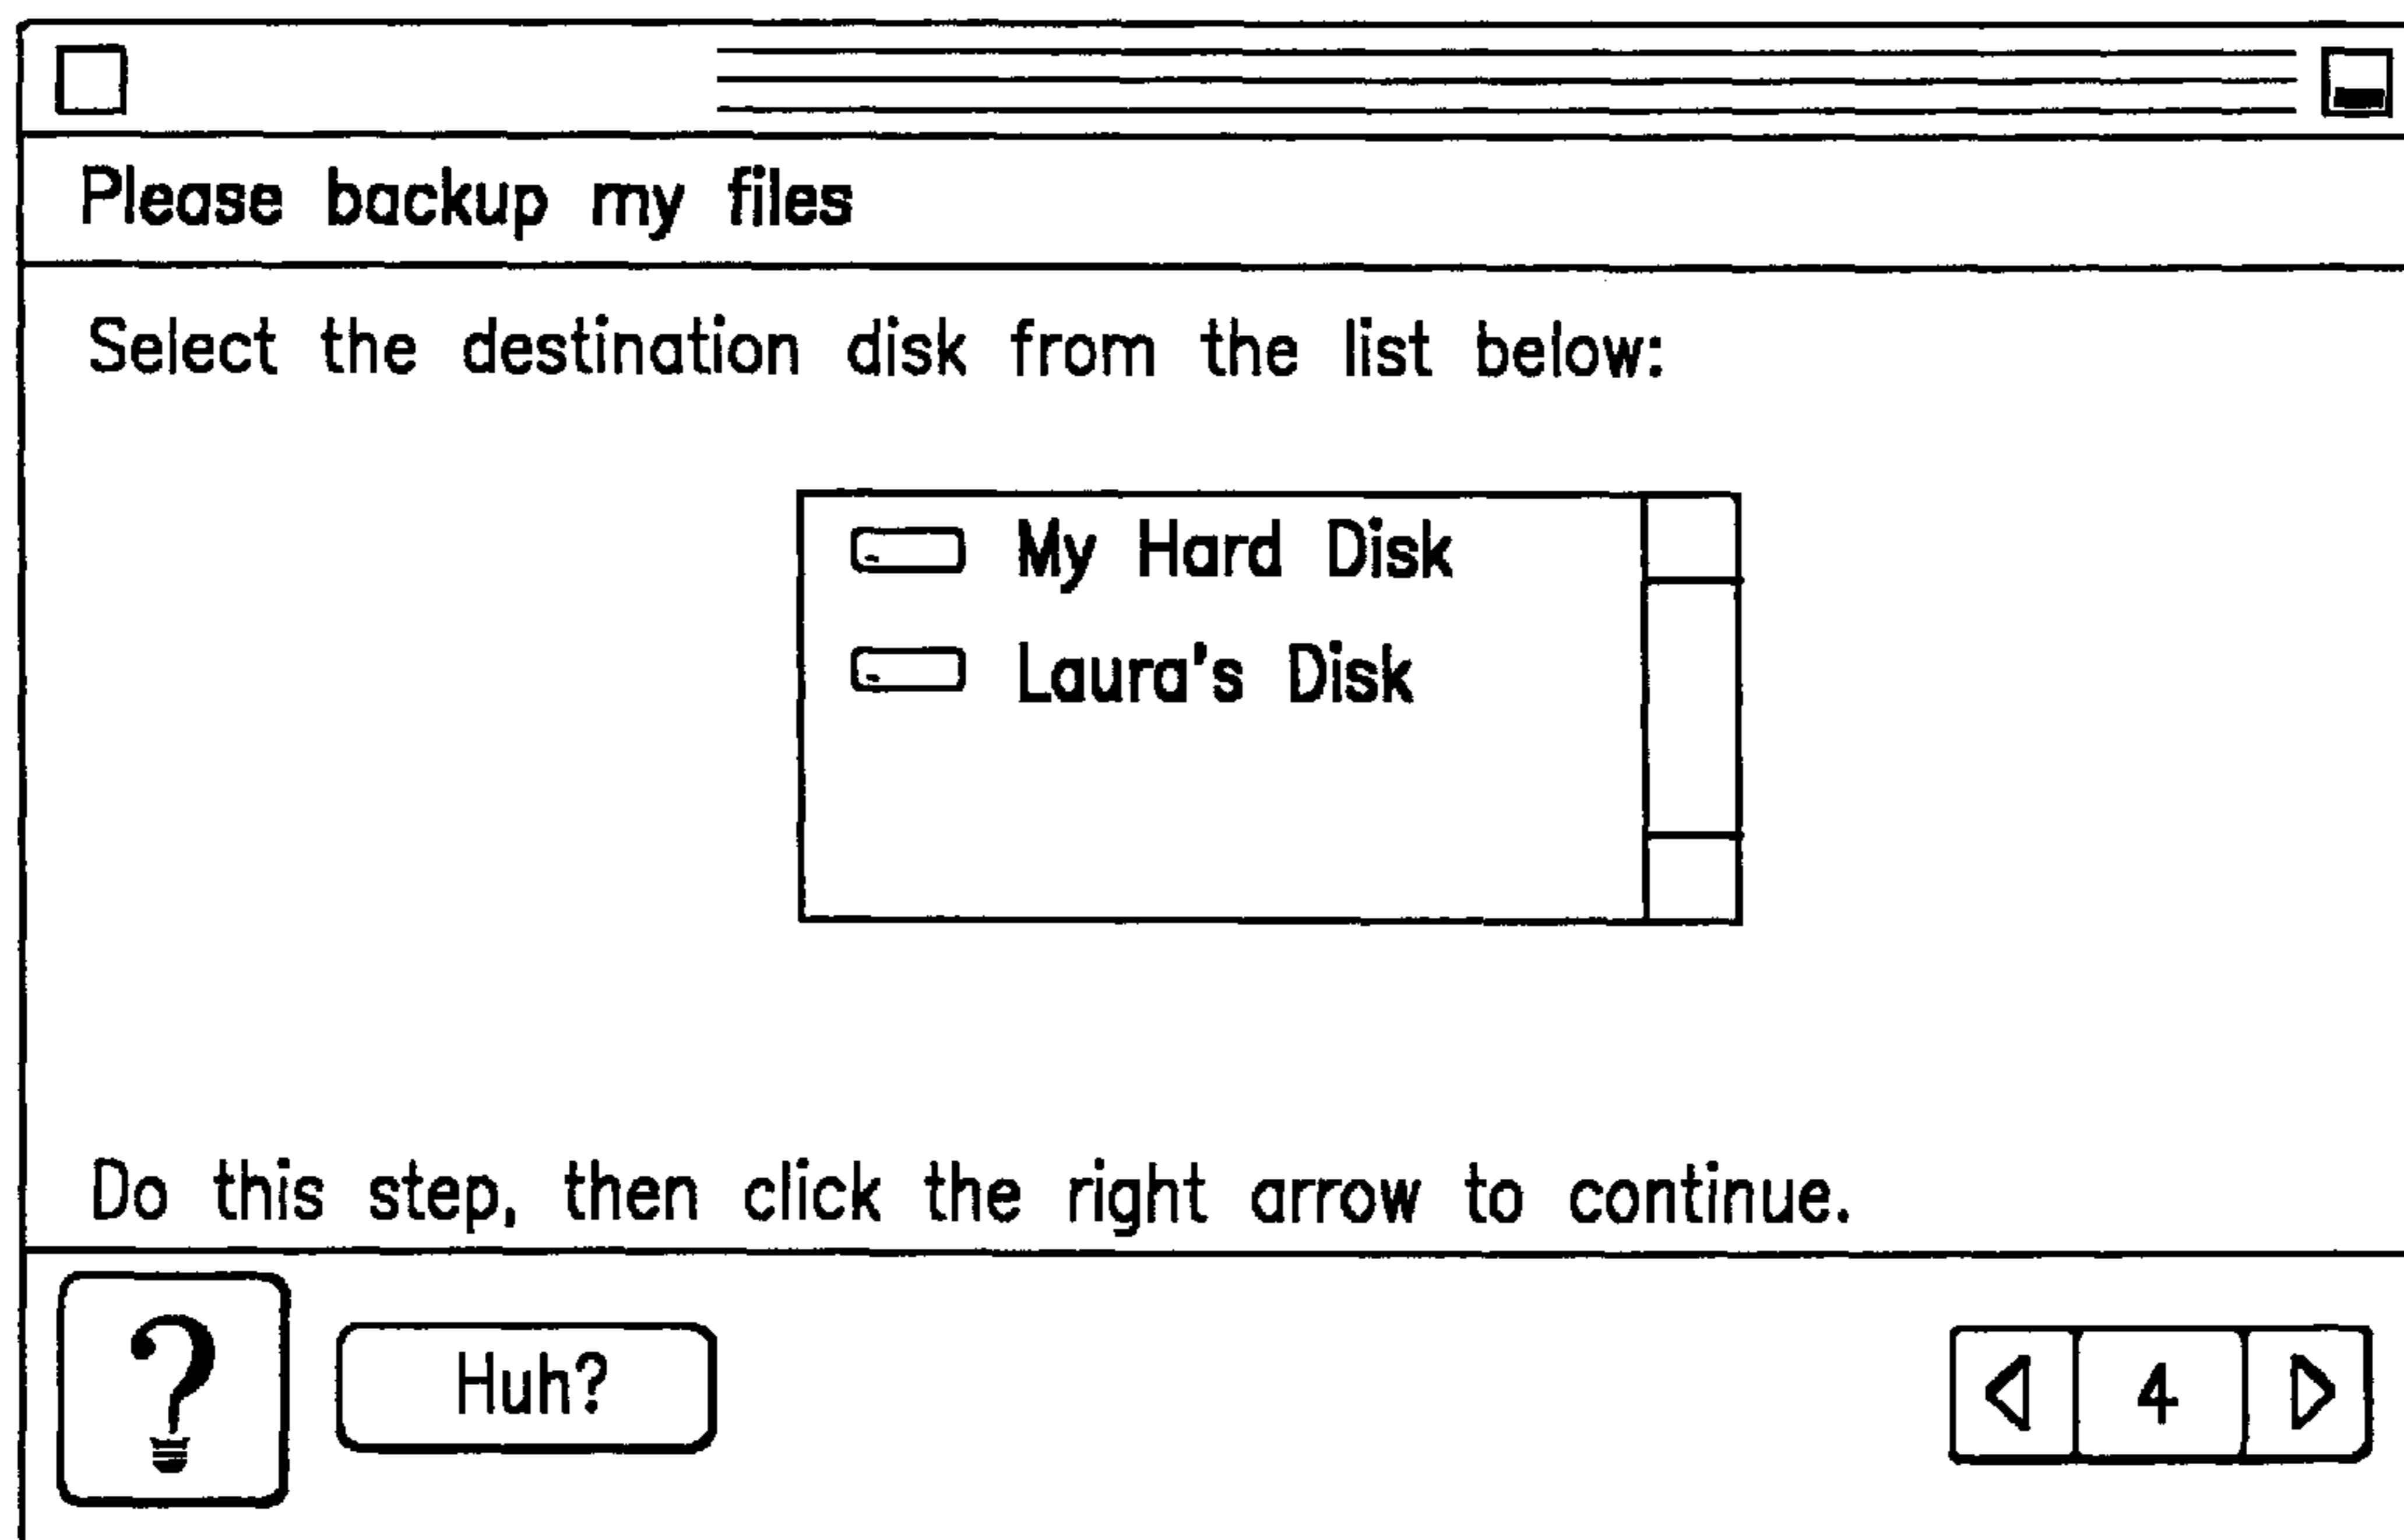 Please backup my files
Select the destination disk from the list below:
My Hard Disk
Laura's Disk
Do this step, then click the right arrow to continue.
?
Huh?
4